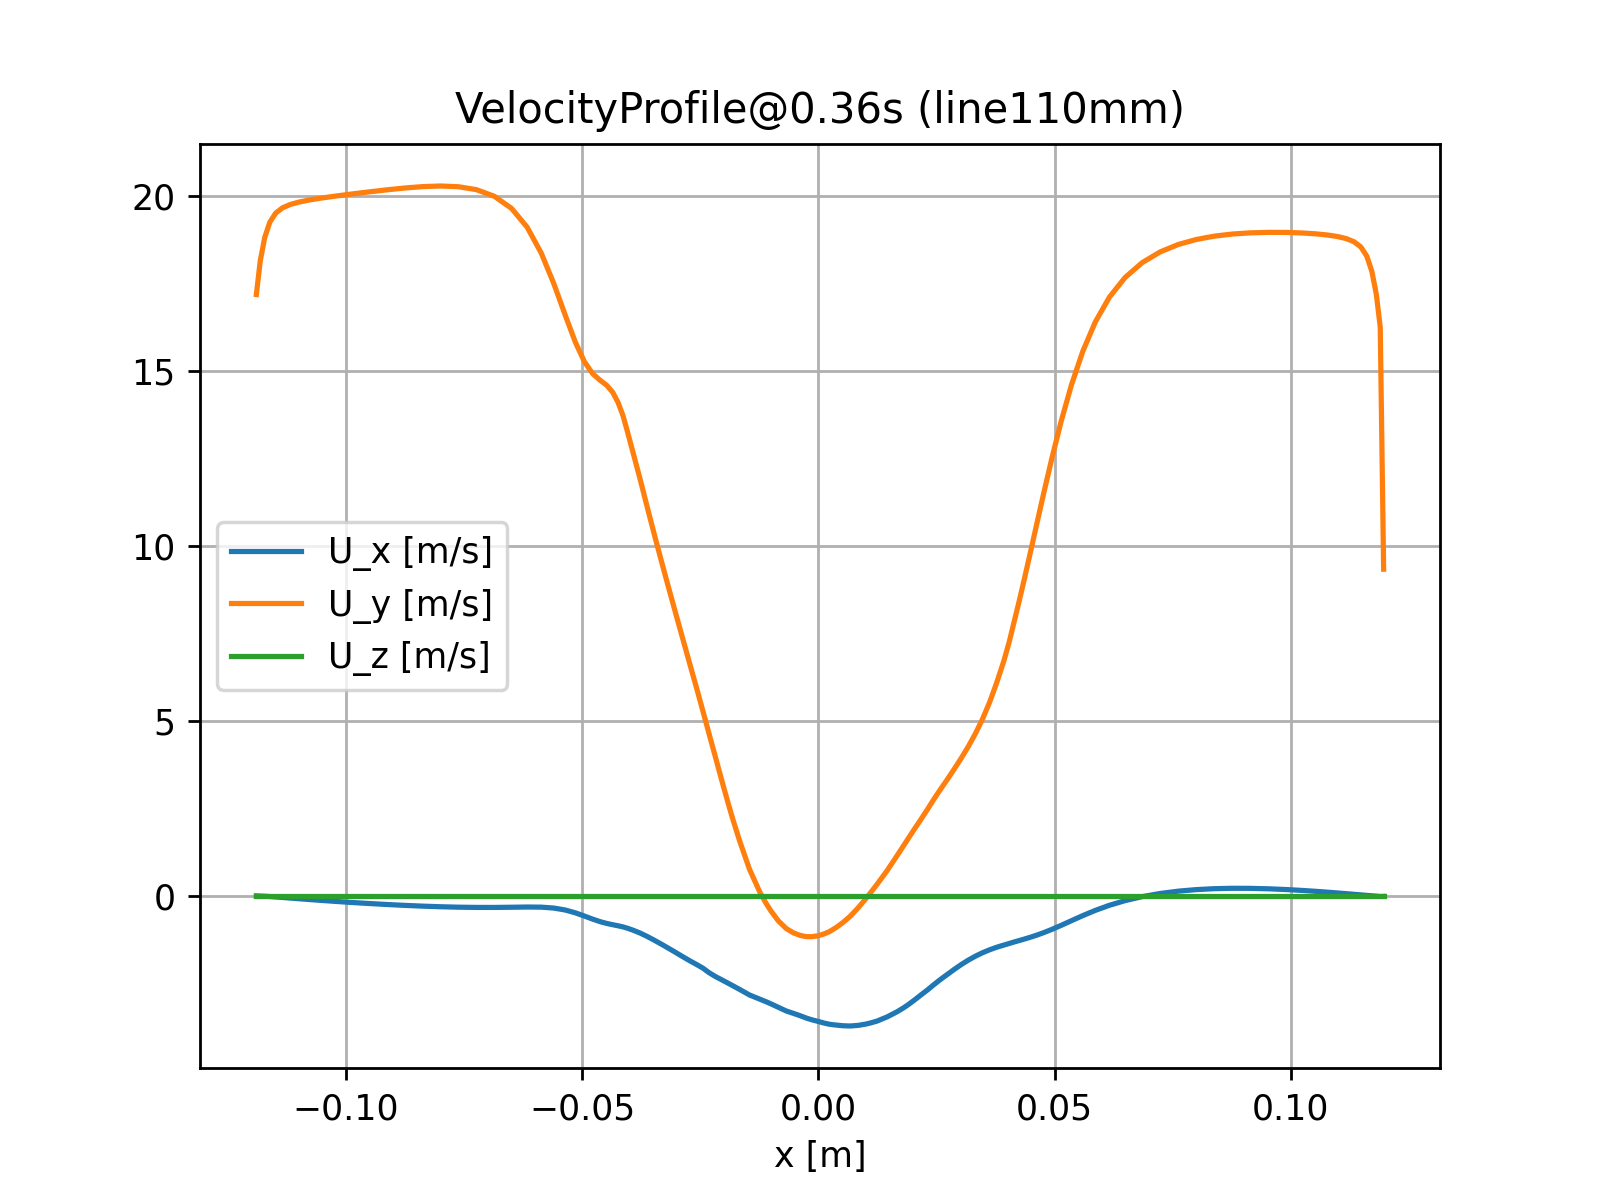 VelocityProfile@0.36s (line110mm)
20
15
10
5
0
U_x [m/s]
U_y [m/s]
U_z [m/s]
−0.10 −0.05 0.00 0.05 0.10
x [m]